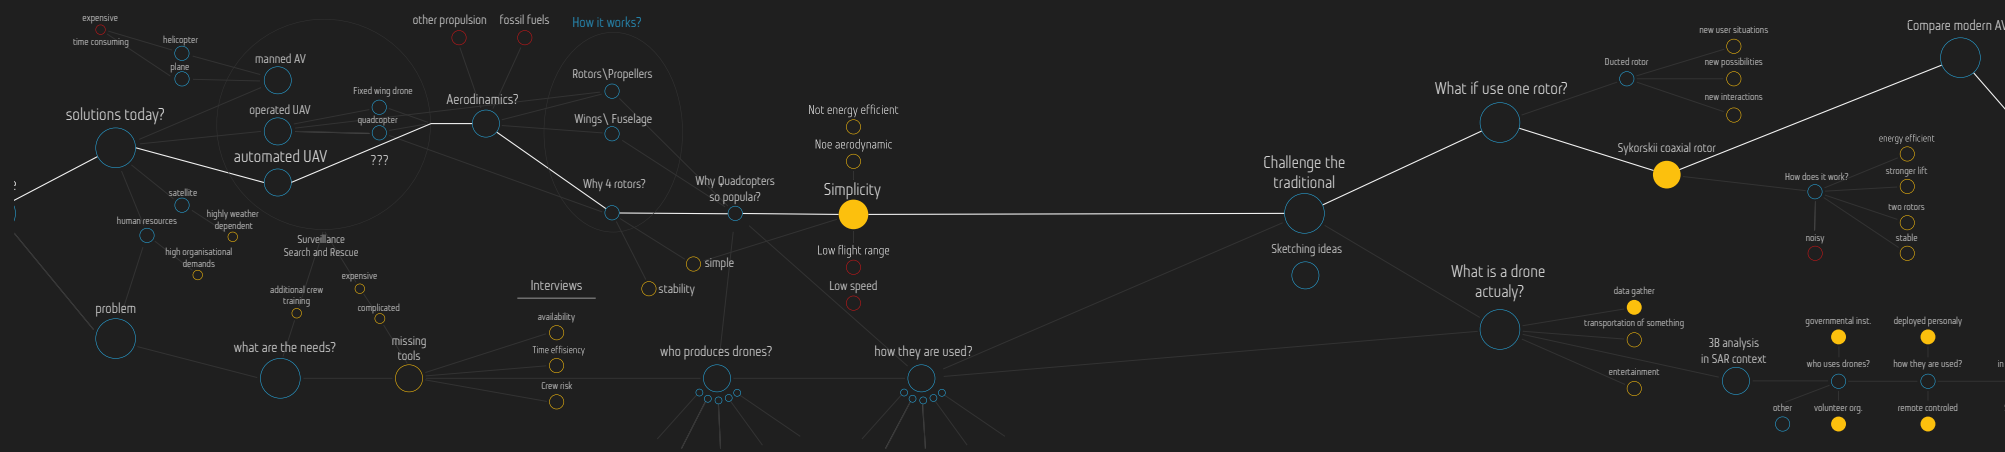 expensive
time consuming
helicopter
plane
manned AV
solutions today?
operated UAV
automated UAV
Fixed wing drone
quadcopter
???
satellite
human resources
highly weather
dependent
high organisational
demands
problem
Surveillance
Search and Rescue
additional crew
training
expensive
complicated
what are the needs?
missing
tools
Interviews
availability
Time effisiency
Crew risk
other propulsion
fossil fuels
Aerodinamics?
How it works?
Rotors\Propellers
Wings\ Fuselage
Why 4 rotors?
Why Quadcopters
so popular?
simple
stability
Not energy efficient
Noe aerodynamic
Simplicity
Low flight range
Low speed
who produces drones?
how they are used?
Challenge the
traditional
Sketching ideas
What if use one rotor?
Ducted rotor
new user situations
new possibilities
new interactions
Sykorskii coaxial rotor
Compare modern AV
How does it work?
energy efficient
stronger lift
two rotors
stable
noisy
What is a drone
actualy?
data gather
transportation of something
entertainment
3B analysis
in SAR context
governmental inst.
who uses drones?
other
volunteer org.
deployed personaly
how they are used?
remote controled
in